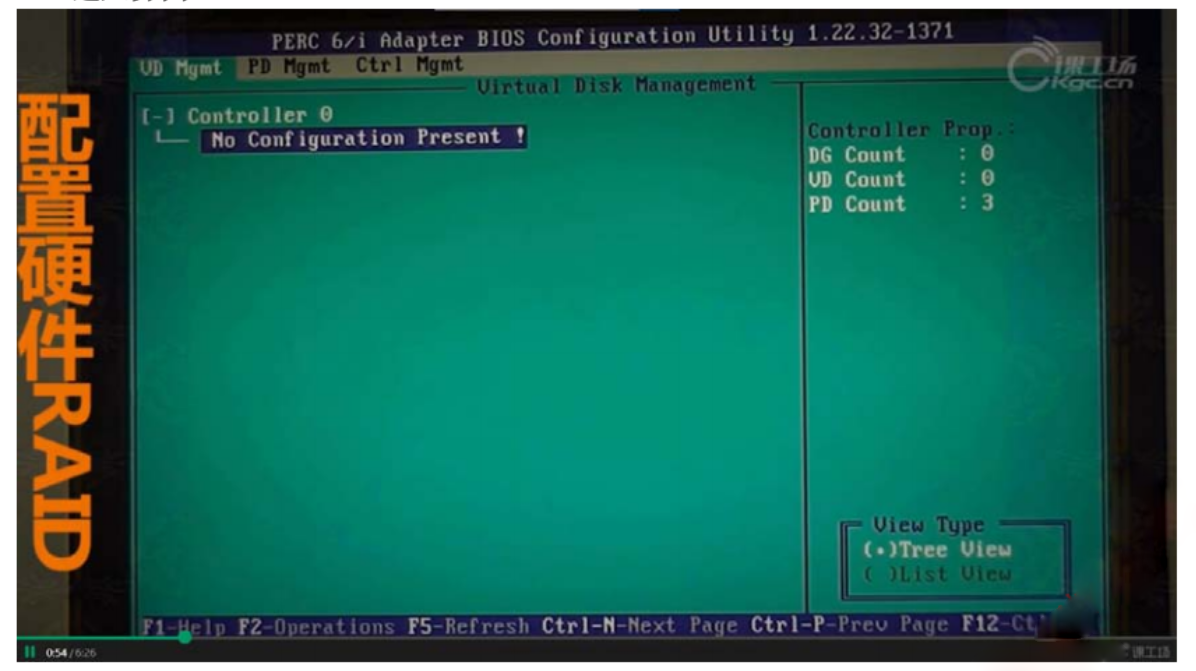 PERC 6/i Adapter BIOS Configuration Utility 1.22.32-1371
VD Mgmt PD Mgmt Ctrl Mgmt
Virtual Disk Management
[-] Controller 0
No Configuration Present !
Controller Prop.:
DG Count : 0
VD Count : 0
PD Count : 3
View Type
(•)Tree View
( )List View
F1-Help F2-Operations F5-Refresh Ctrl-N-Next Page Ctrl-P-Prev Page F12-Ct
配置硬件RAID
课工场
Kgc.cn
0:54 / 6:26
课工场